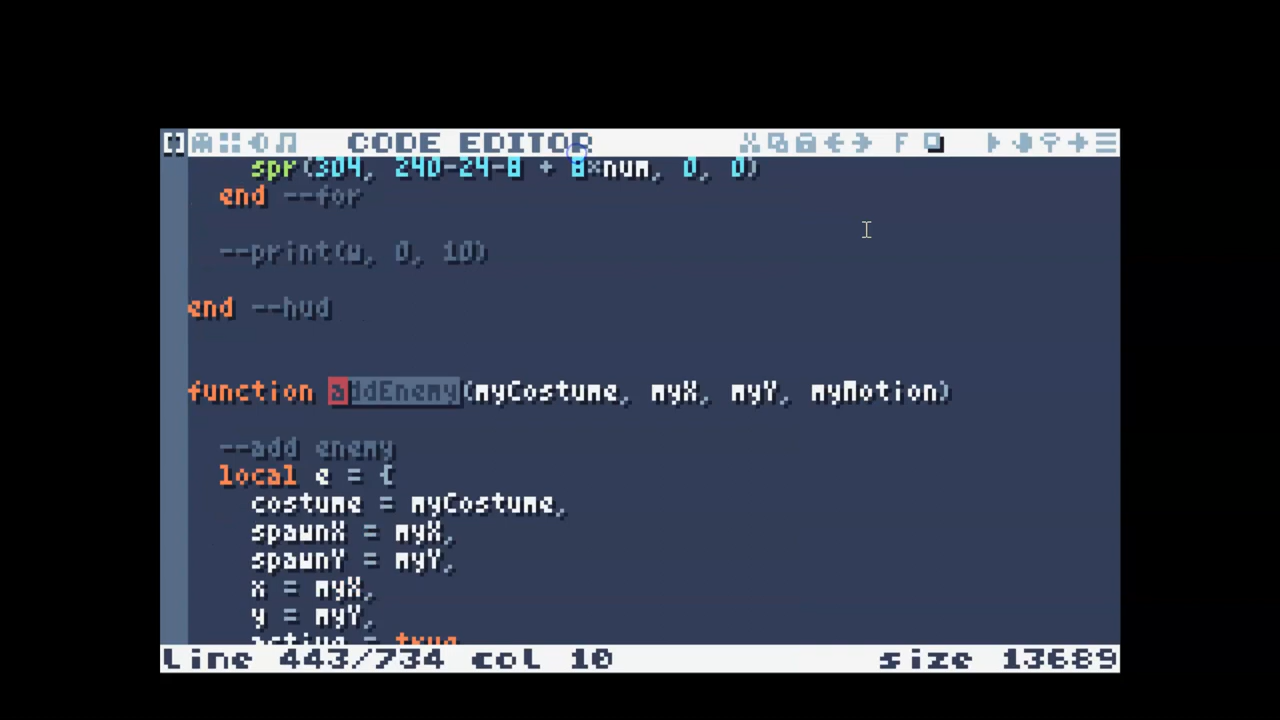 CODE EDITOR
F
spr(304, 240-24-8 + 8*num, 0, 0)
end --for
--print(w, 0, 10)
end --hud
function addEnemy(myCostume, myX, myY, myMotion)
--add enemy
local e = {
costume = myCostume,
spawnX = myX,
spawnY = myY,
x = myX,
y = myY,
active = true
line 443/734 col 10
size 13689